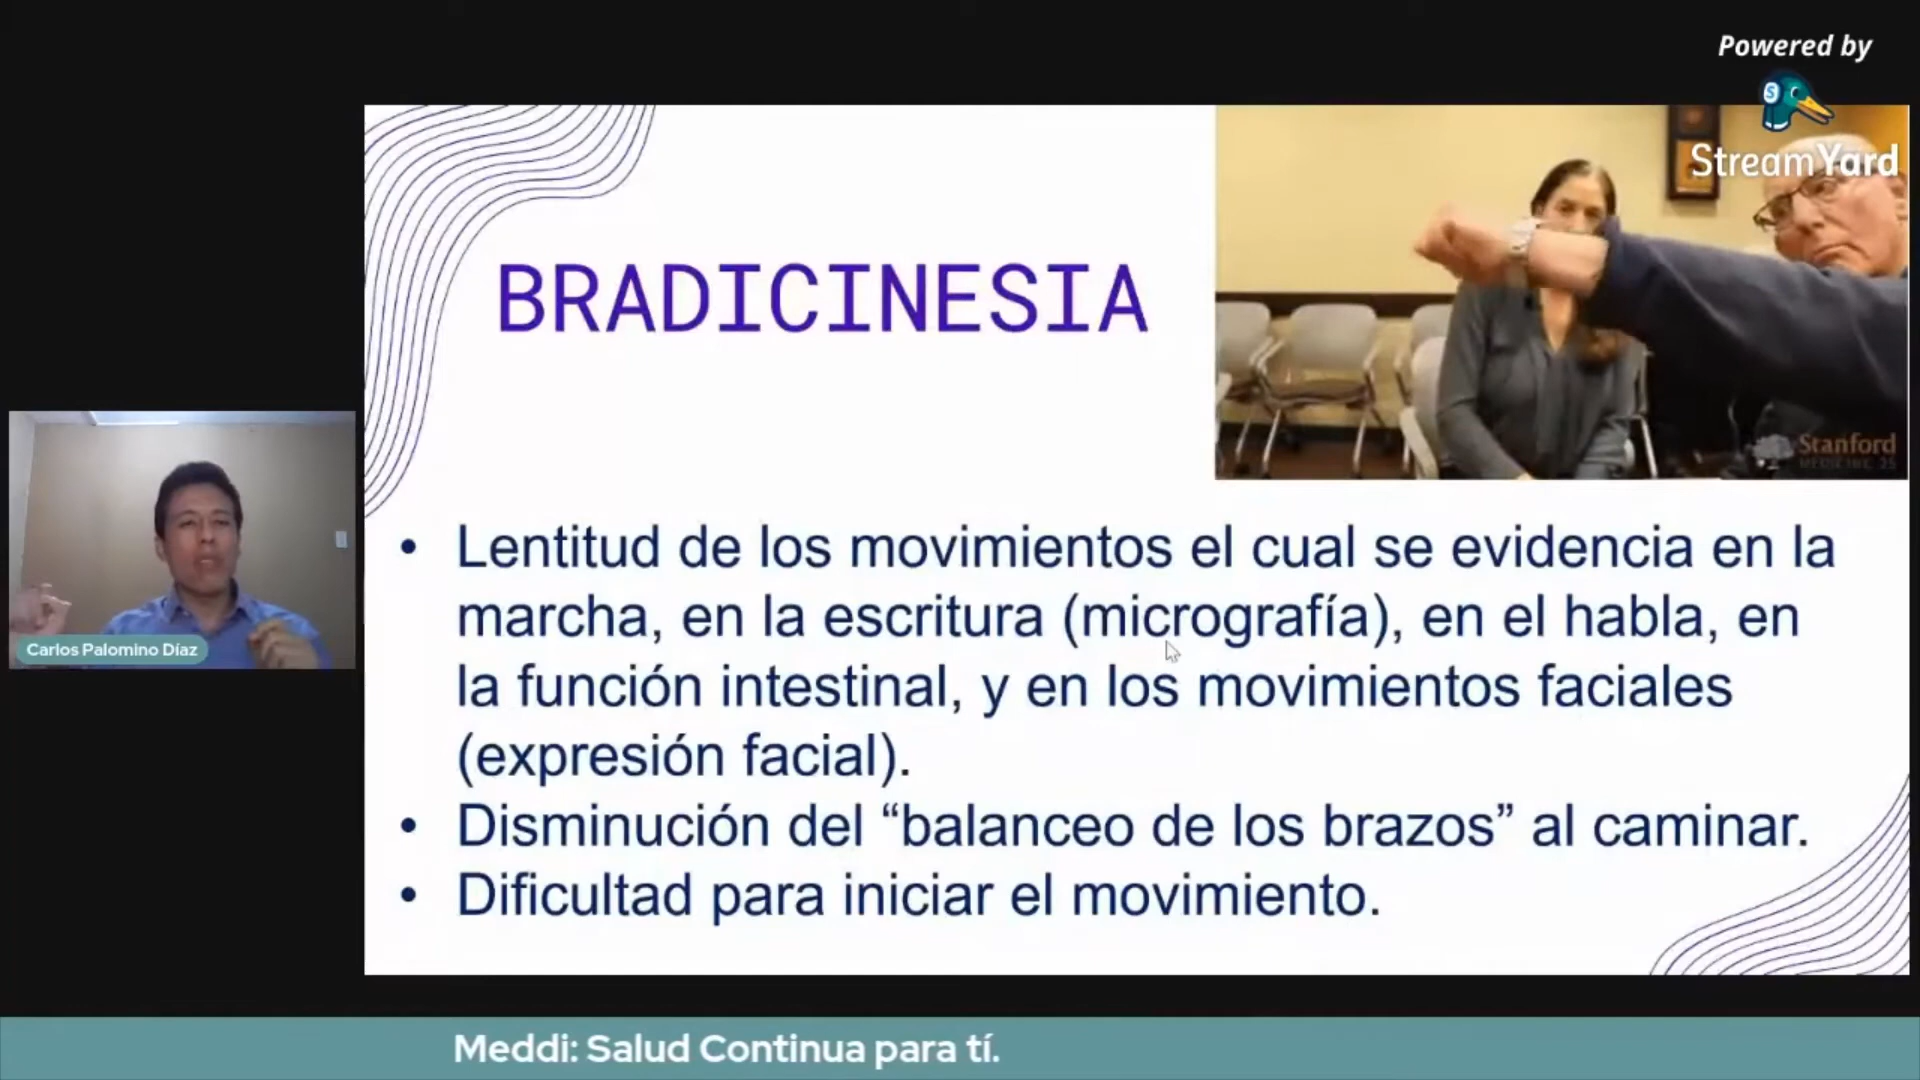 Powered by
StreamYard
BRADICINESIA
Stanford
MEDICINE 25
• Lentitud de los movimientos el cual se evidencia en la
marcha, en la escritura (micrografía), en el habla, en
la función intestinal, y en los movimientos faciales
(expresión facial).
• Disminución del “balanceo de los brazos” al caminar.
• Dificultad para iniciar el movimiento.
Carlos Palomino Díaz
Meddi: Salud Continua para tí.